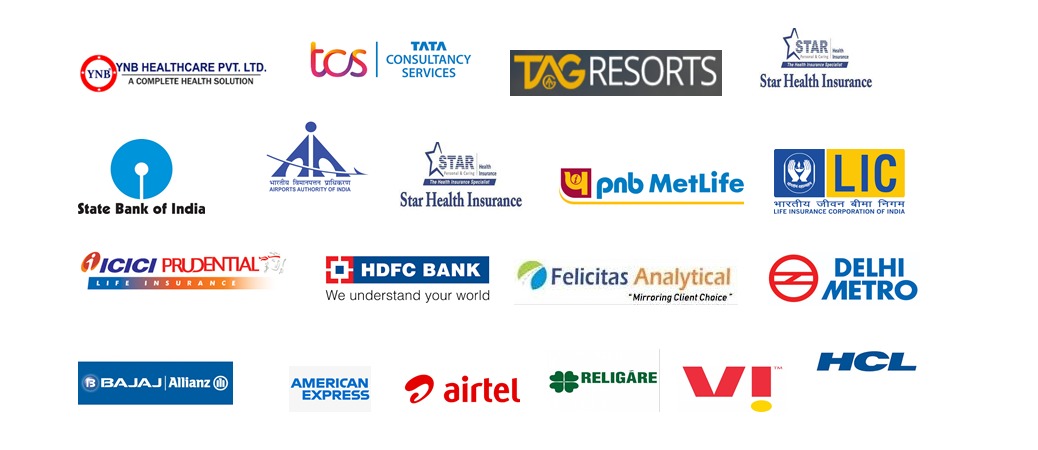 YNB
YNB HEALTHCARE PVT. LTD.
A COMPLETE HEALTH SOLUTION
tcs
TATA
CONSULTANCY
SERVICES
TAG RESORTS
STAR
Health
Personal & Caring
Insurance
The Health Insurance Specialist
Star Health Insurance
State Bank of India
भारतीय विमानपत्तन प्राधिकरण
AIRPORTS AUTHORITY OF INDIA
STAR
Health
Personal & Caring
Insurance
The Health Insurance Specialist
Star Health Insurance
pnb MetLife
LIC
भारतीय जीवन बीमा निगम
LIFE INSURANCE CORPORATION OF INDIA
ICICI PRUDENTIAL
LIFE INSURANCE
HDFC BANK
We understand your world
Felicitas Analytical
"Mirroring Client Choice"
DELHI
METRO
B BAJAJ Allianz
AMERICAN
EXPRESS
airtel
RELIGARE
VI
TM
HCL